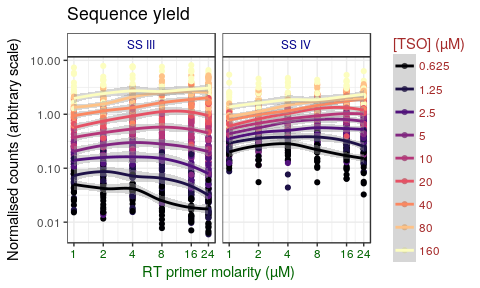 Sequence yield
SS III
SS IV
Normalised counts (arbitrary scale)
10.00
1.00
0.10
0.01
1 2 4 8 16 24
1 2 4 8 16 24
RT primer molarity (µM)
[TSO] (µM)
0.625
1.25
2.5
5
10
20
40
80
160